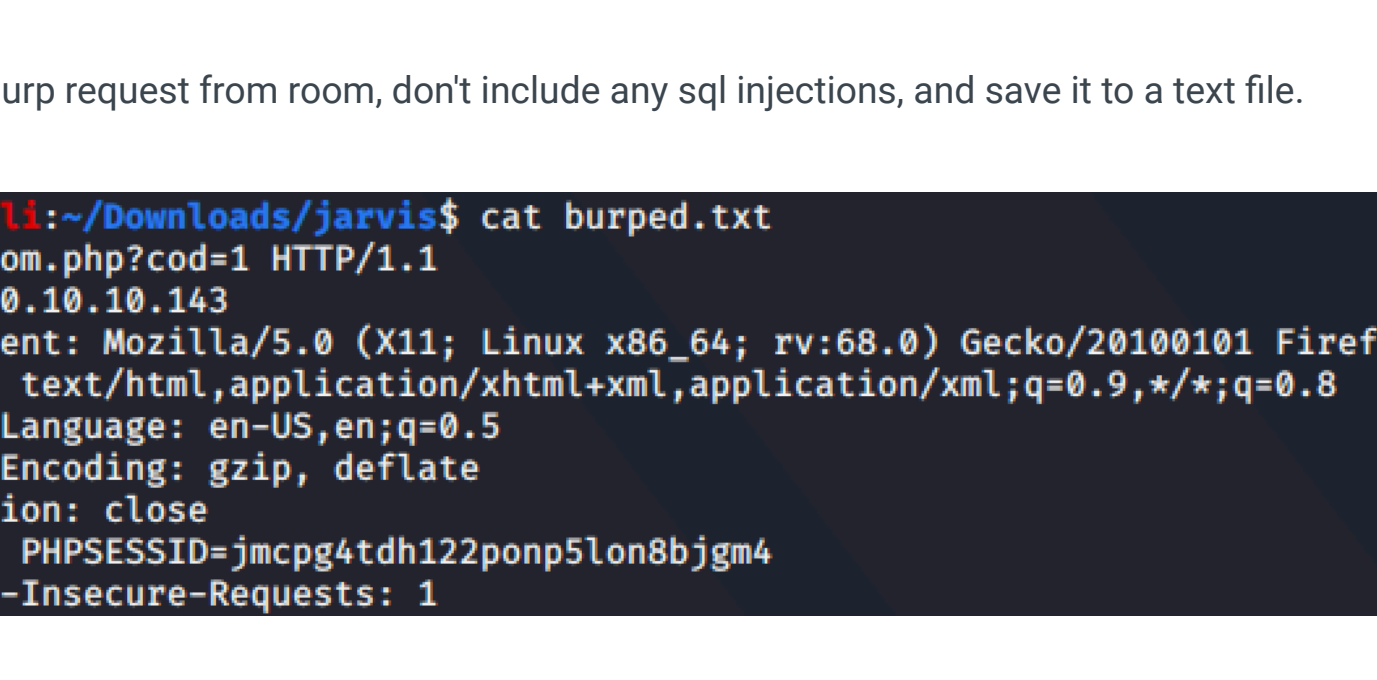 urp request from room, don't include any sql injections, and save it to a text file.
li:~/Downloads/jarvis$ cat burped.txt
om.php?cod=1 HTTP/1.1
0.10.10.143
ent: Mozilla/5.0 (X11; Linux x86_64; rv:68.0) Gecko/20100101 Firef
text/html,application/xhtml+xml,application/xml;q=0.9,*/*;q=0.8
Language: en-US,en;q=0.5
Encoding: gzip, deflate
ion: close
PHPSESSID=jmcpg4tdh122ponp5lon8bjgm4
-Insecure-Requests: 1